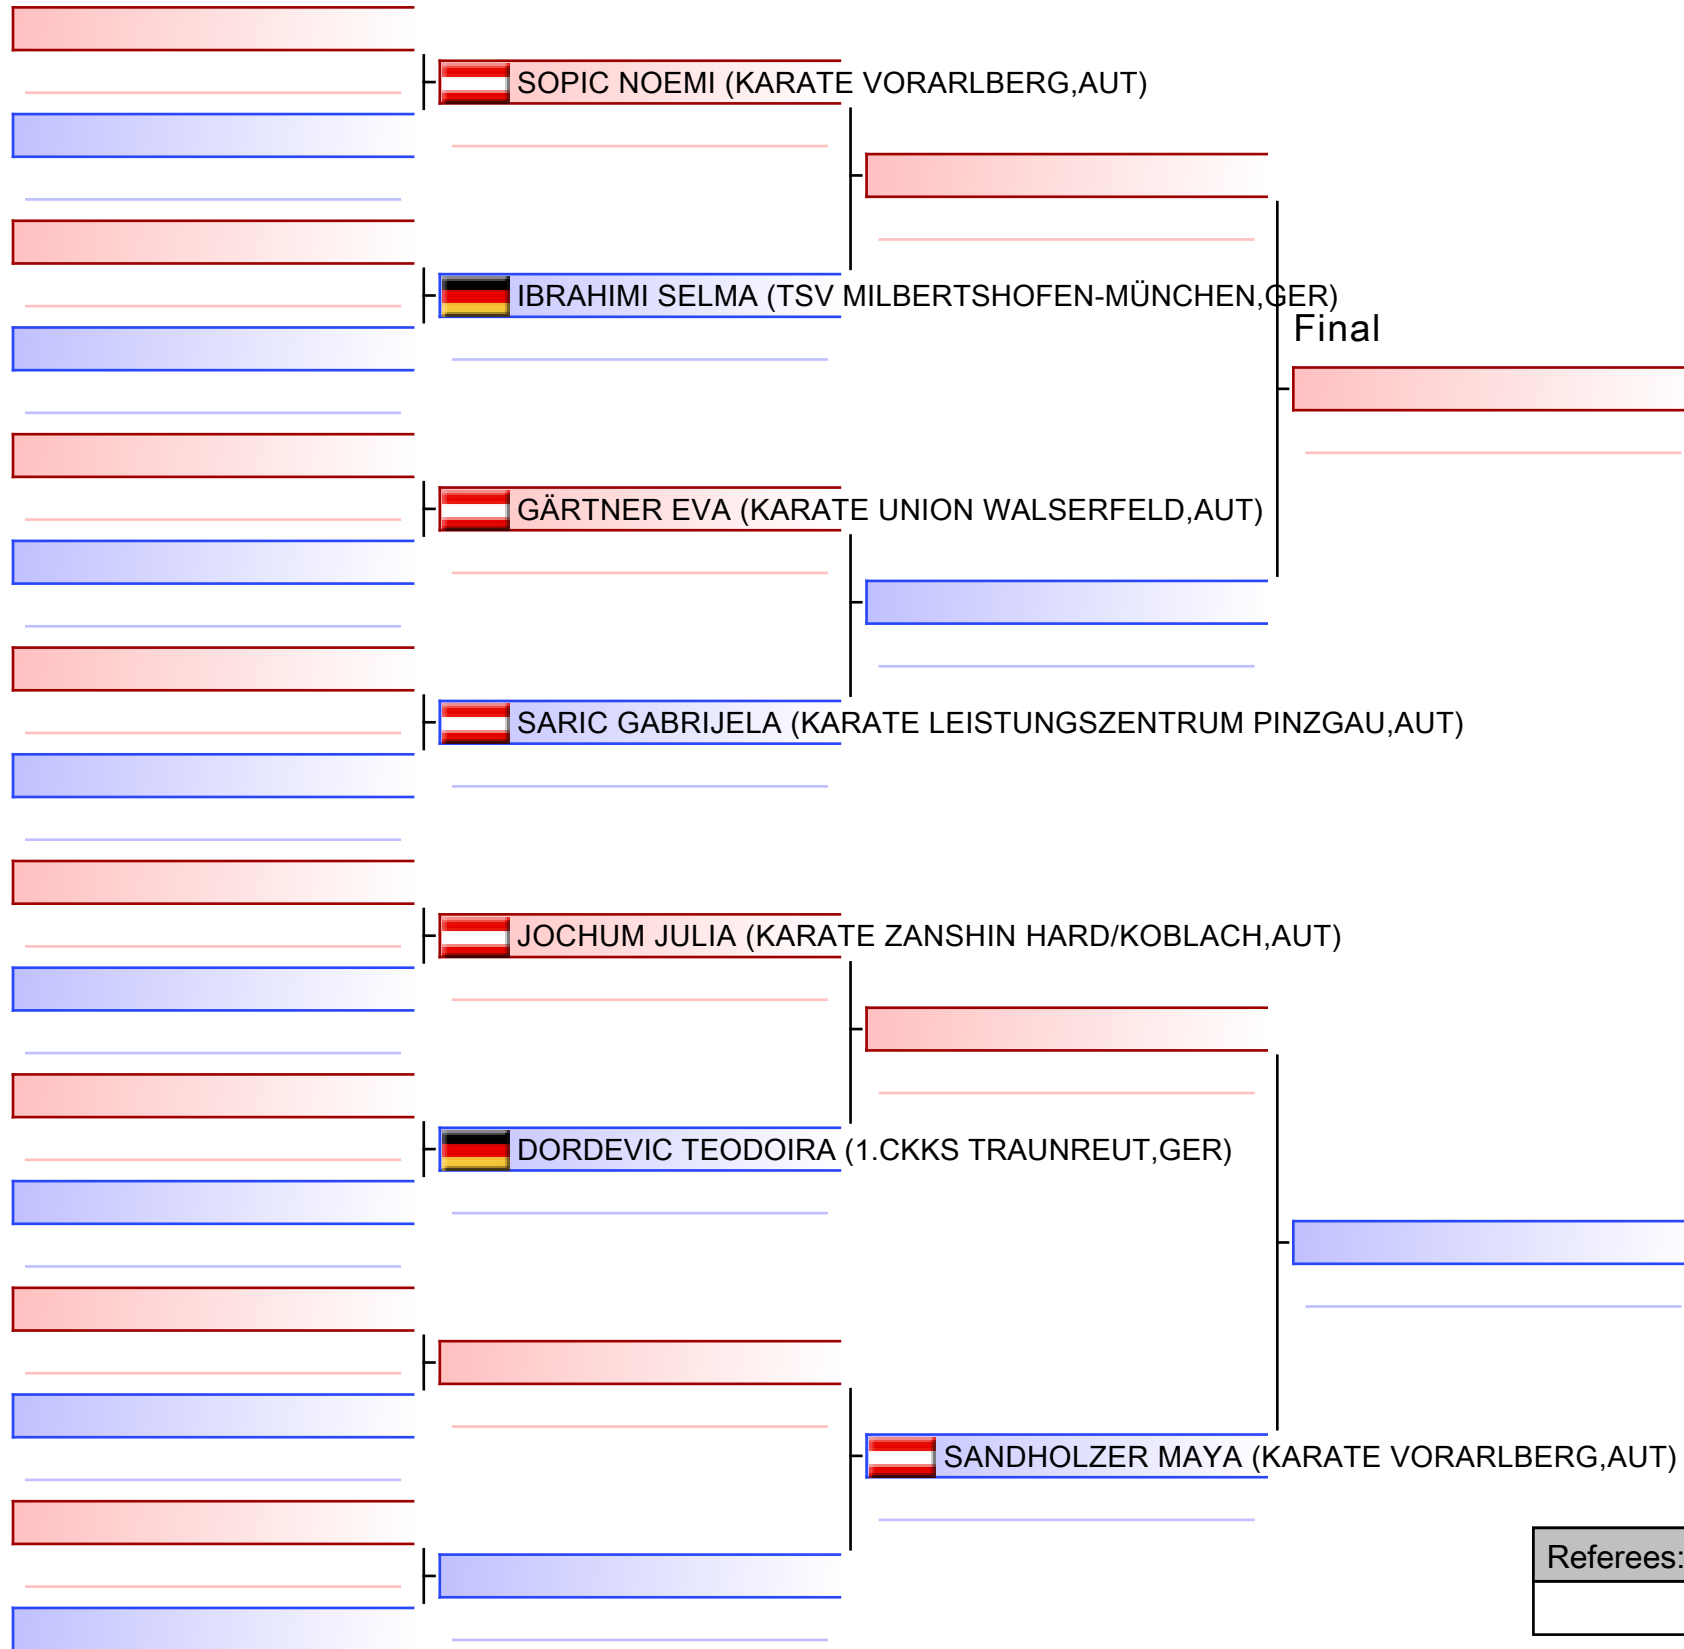 SOPIC NOEMI (KARATE VORARLBERG,AUT)
IBRAHIMI SELMA (TSV MILBERTSHOFEN-MÜNCHEN,GER)
Final
GÄRTNER EVA (KARATE UNION WALSERFELD,AUT)
SARIC GABRIJELA (KARATE LEISTUNGSZENTRUM PINZGAU,AUT)
JOCHUM JULIA (KARATE ZANSHIN HARD/KOBLACH,AUT)
DORDEVIC TEODOIRA (1.CKKS TRAUNREUT,GER)
SANDHOLZER MAYA (KARATE VORARLBERG,AUT)
Referees: